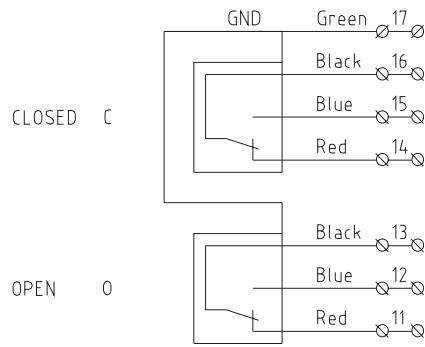 GND Green 17
Black 16
CLOSED C Blue 15
Red 14
Black 13
OPEN O Blue 12
Red 11